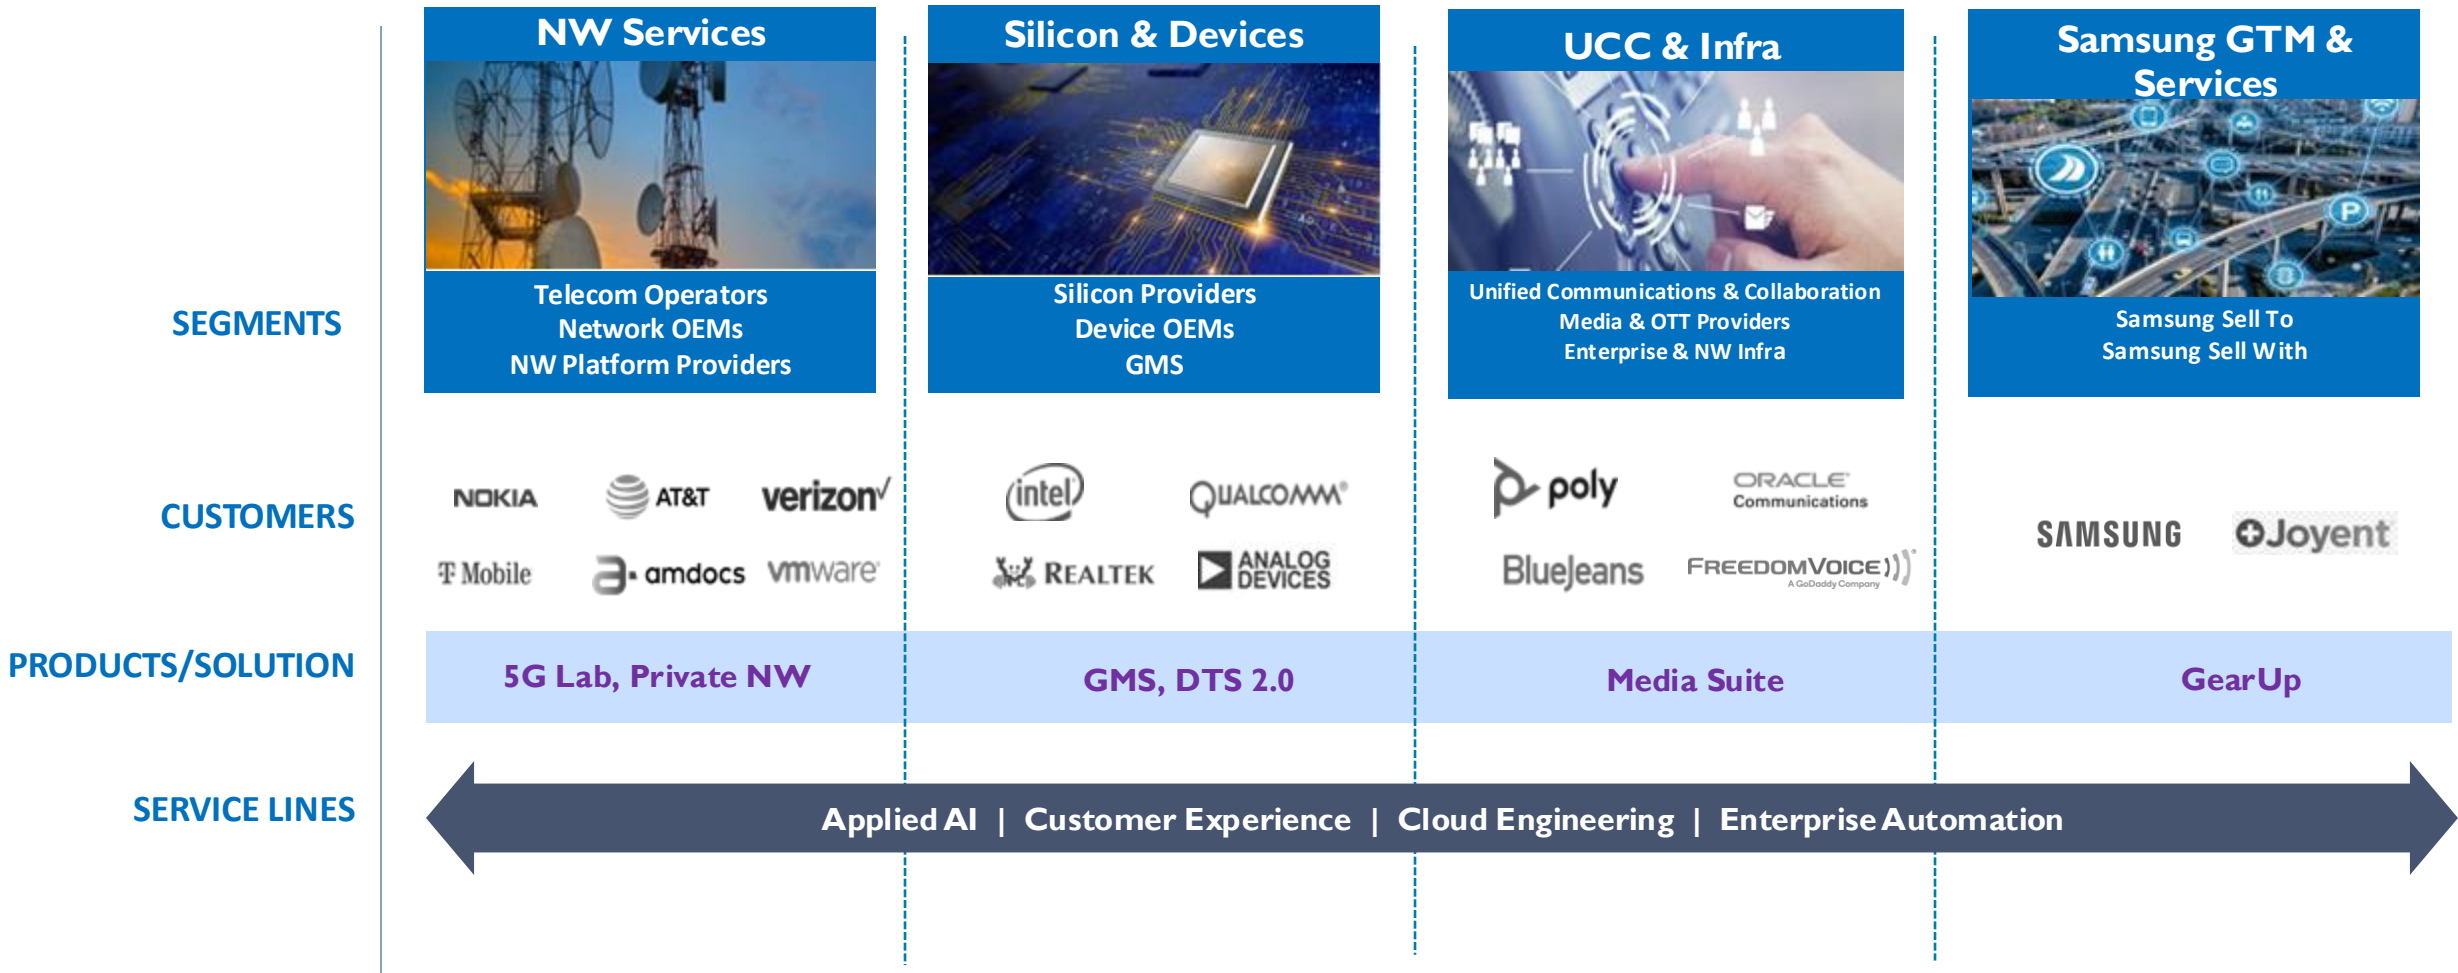 NW Services
Silicon & Devices
UCC & Infra
Samsung GTM &
Services
SEGMENTS
Telecom Operators
Network OEMs
NW Platform Providers
Silicon Providers
Device OEMs
GMS
Unified Communications & Collaboration
Media & OTT Providers
Enterprise & NW Infra
Samsung Sell To
Samsung Sell With
CUSTOMERS
NOKIA
AT&T
verizon
T Mobile
amdocs
vmware
intel
QUALCOMM
REALTEK
ANALOG
DEVICES
poly
ORACLE
Communications
BlueJeans
FREEDOMVOICE
A GoDaddy Company
SAMSUNG
Joyent
PRODUCTS/SOLUTION
5G Lab, Private NW
GMS, DTS 2.0
Media Suite
GearUp
SERVICE LINES
Applied AI | Customer Experience | Cloud Engineering | Enterprise Automation